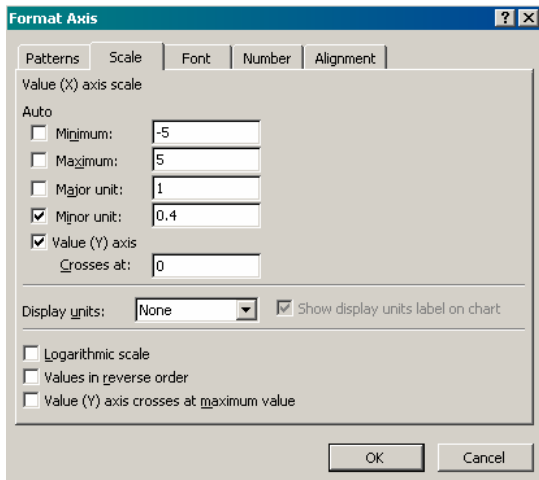 Format Axis
Patterns Scale Font Number Alignment
Value (X) axis scale
Auto
Minimum: -5
Maximum: 5
Major unit: 1
Minor unit: 0.4
Value (Y) axis
Crosses at: 0
Display units: None Show display units label on chart
Logarithmic scale
Values in reverse order
Value (Y) axis crosses at maximum value
OK Cancel